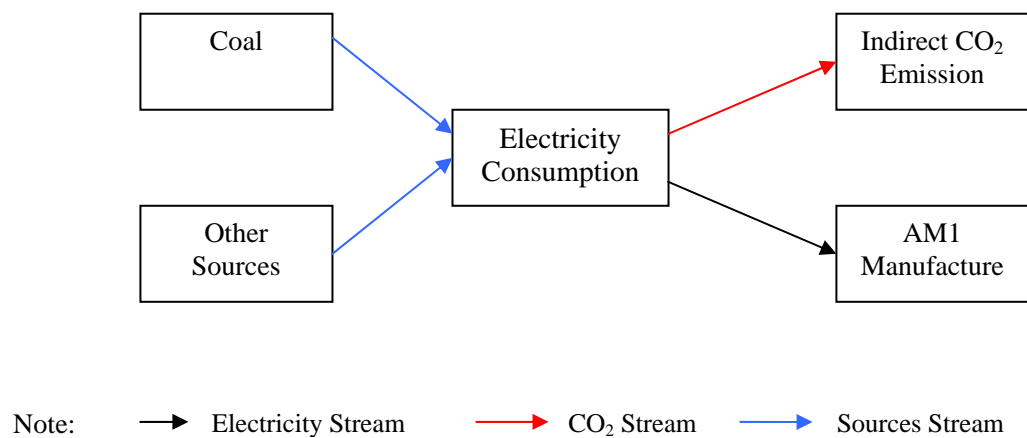 Coal
Indirect CO₂
Emission
Electricity
Consumption
Other
Sources
AM1
Manufacture
Note: Electricity Stream CO₂ Stream Sources Stream